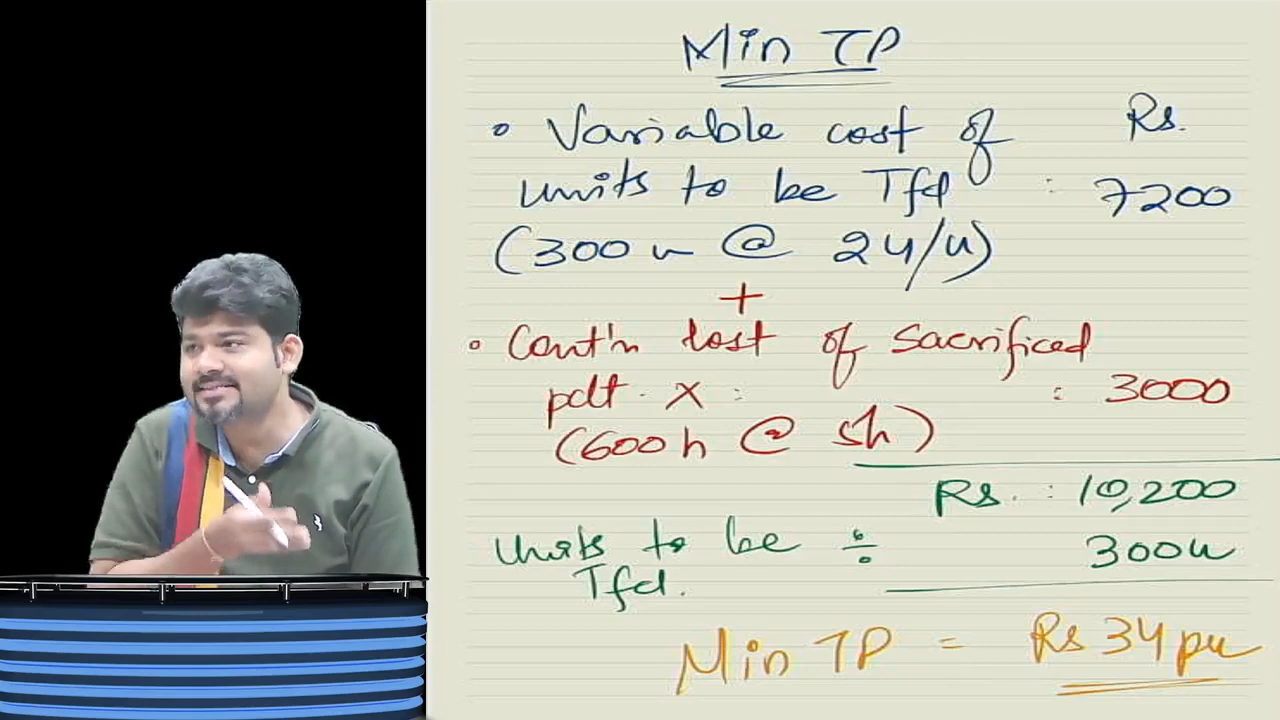 Min TP
• Variable cost of Rs.
units to be Tfd : 7200
(300 u @ 24/u)
+
• Cont'n lost of sacrificed
pdt. X : : 3000
(600 h @ 5/h)
Rs. : 10,200
Units to be ÷ 300u
Tfd.
Min TP = Rs 34 pu